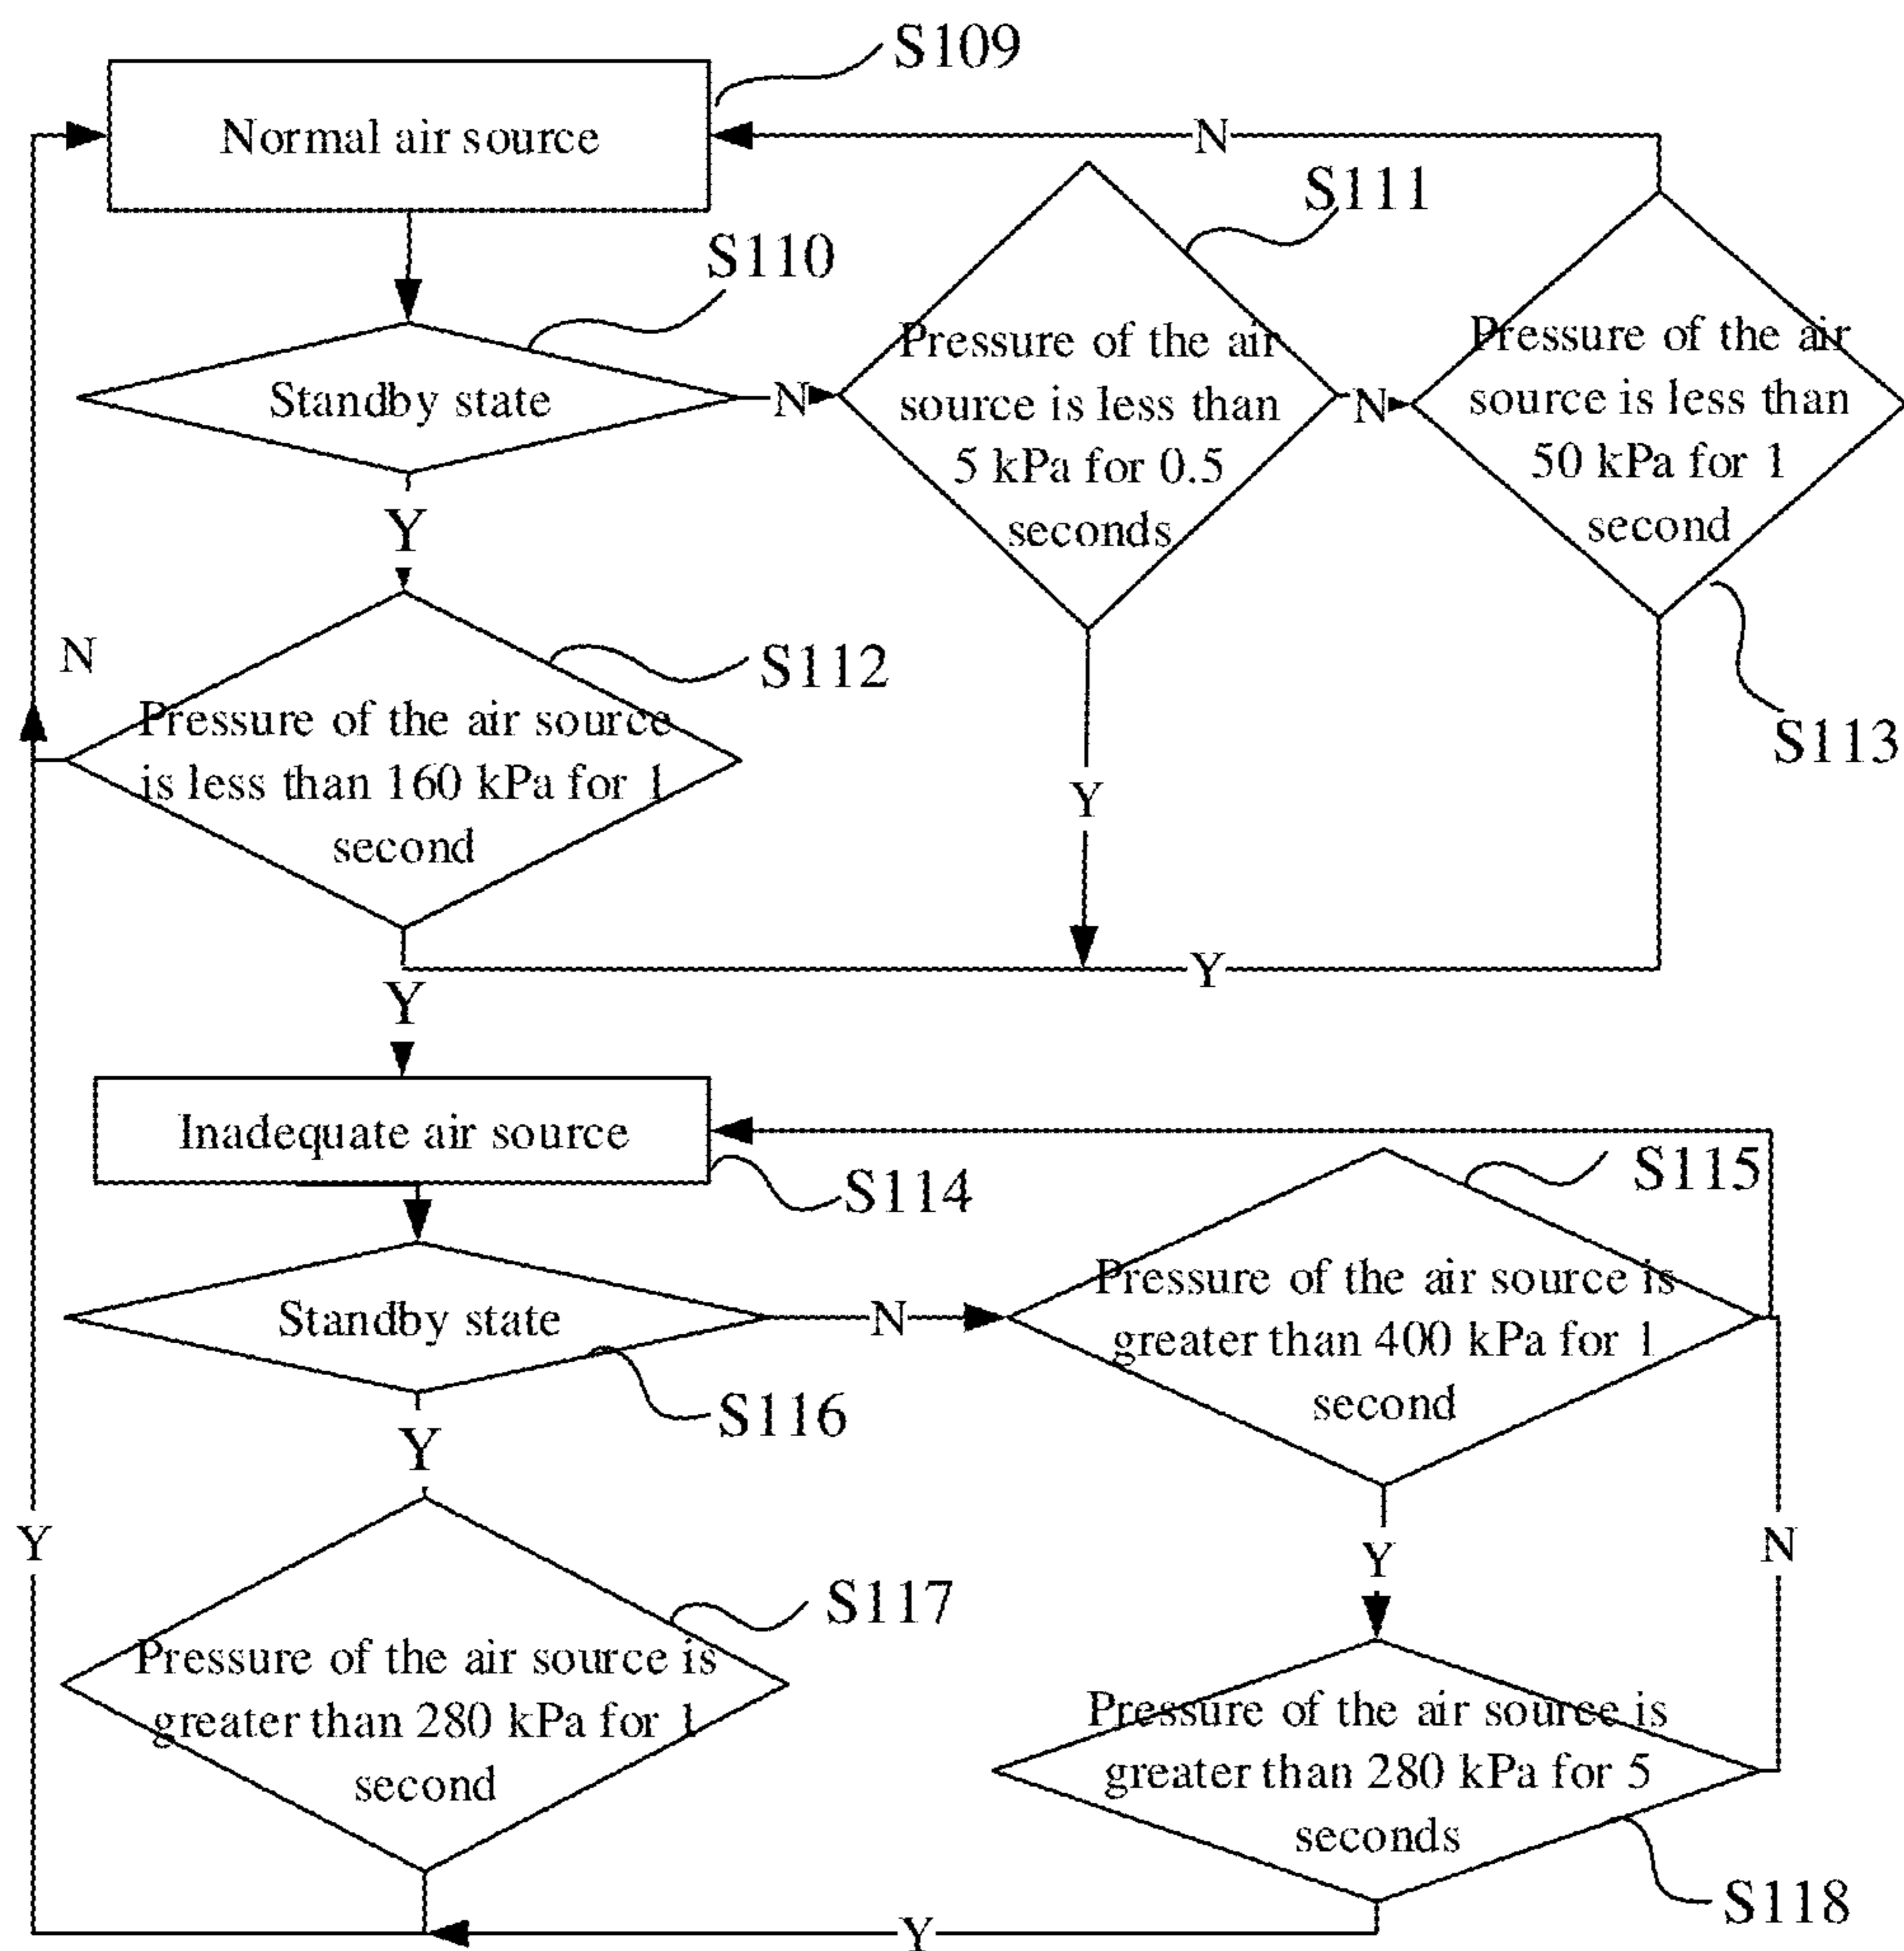 S109
Normal air source
N
S111
S110
Standby state
N
Pressure of the air
source is less than
5 kPa for 0.5
seconds
N
Pressure of the air
source is less than
50 kPa for 1
second
Y
N
S112
Pressure of the air source
is less than 160 kPa for 1
second
S113
Y
Y
Y
Inadequate air source
S114
S115
Standby state
N
Pressure of the air source is
greater than 400 kPa for 1
second
S116
Y
Y
Y
N
S117
Pressure of the air source is
greater than 280 kPa for 1
second
Pressure of the air source is
greater than 280 kPa for 5
seconds
S118
Y